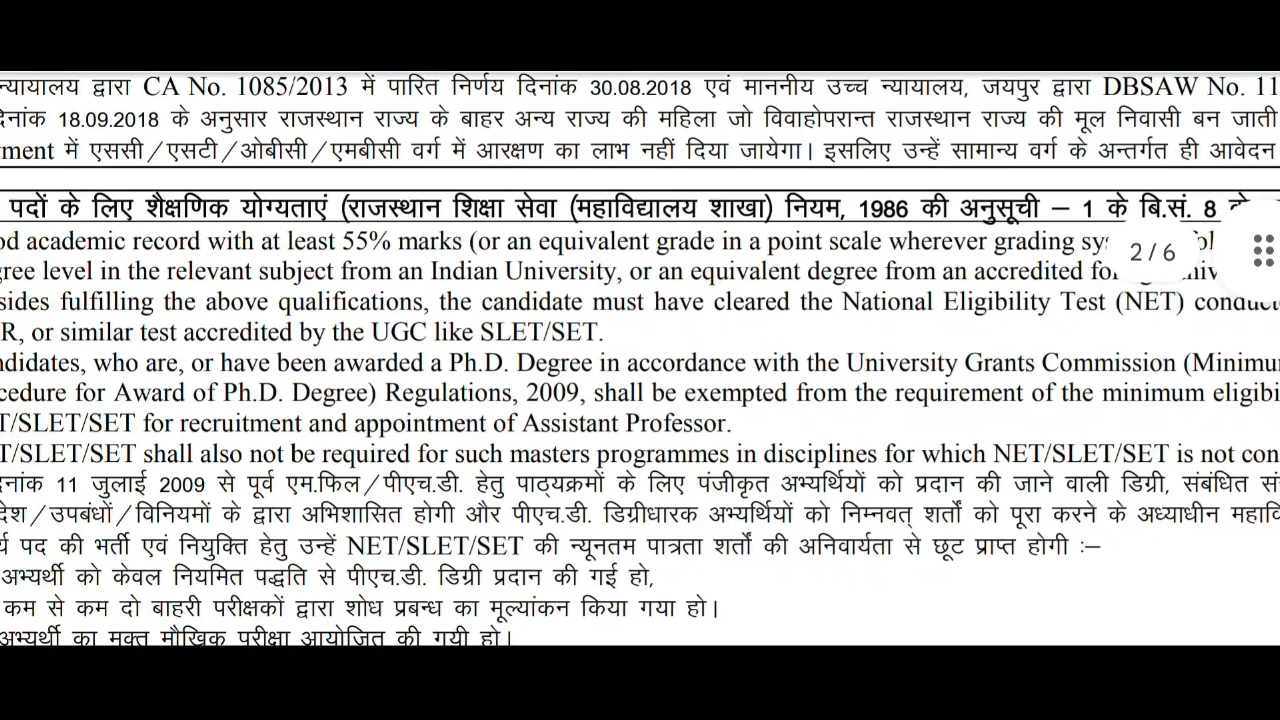 न्यायालय द्वारा CA No. 1085/2013 में पारित निर्णय दिनांक 30.08.2018 एवं माननीय उच्च न्यायालय, जयपुर द्वारा DBSAW No. 11
18.09.2018 के अनुसार राजस्थान राज्य के बाहर अन्य राज्य की महिला जो विवाहोपरान्त राजस्थान राज्य की मूल निवासी बन जाती
ment में एससी/एसटी/ओबीसी/एमबीसी वर्ग में आरक्षण का लाभ नहीं दिया जायेगा। इसलिए उन्हें सामान्य वर्ग के अन्तर्गत ही आवेदन
पदों के लिए शैक्षणिक योग्यताएं (राजस्थान शिक्षा सेवा (महाविद्यालय शाखा) नियम, 1986 की अनुसूची – 1 के बि.सं. 8
od academic record with at least 55% marks (or an equivalent grade in a point scale wherever grading
2/6
gree level in the relevant subject from an Indian University, or an equivalent degree from an accredited
sides fulfilling the above qualifications, the candidate must have cleared the National Eligibility Test (NET)
R, or similar test accredited by the UGC like SLET/SET.
ndidates, who are, or have been awarded a Ph.D. Degree in accordance with the University Grants Commission (Minimu
cedure for Award of Ph.D. Degree) Regulations, 2009, shall be exempted from the requirement of the minimum eligibi
T/SLET/SET for recruitment and appointment of Assistant Professor.
T/SLET/SET shall also not be required for such masters programmes in disciplines for which NET/SLET/SET is not con
11 जुलाई 2009 से पूर्व एम.फिल/पीएच.डी. हेतु पाठ्यक्रमों के लिए पंजीकृत अभ्यर्थियों को प्रदान की जाने वाली डिग्री, संबंधित
देश/उपबंधों/विनियमों के द्वारा अभिशासित होगी और पीएच.डी. डिग्रीधारक अभ्यर्थियों को निम्नवत् शर्तों को पूरा करने के अध्याधीन
पद की भर्ती एवं नियुक्ति हेतु उन्हें NET/SLET/SET की न्यूनतम पात्रता शर्तों की अनिवार्यता से छूट प्राप्त होगी :–
अभ्यर्थी को केवल नियमित पद्धति से पीएच.डी. डिग्री प्रदान की गई हो,
कम से कम दो बाहरी परीक्षकों द्वारा शोध प्रबन्ध का मूल्यांकन किया गया हो।
अभ्यर्थी का मुक्त मौखिक परीक्षा आयोजित की गयी हो।